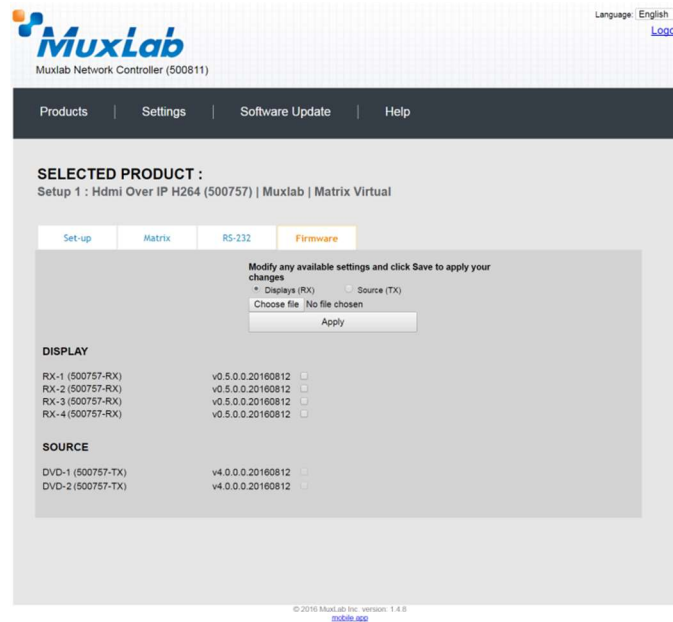 Language: English
Logo
MuxLab
Muxlab Network Controller (500811)
Products | Settings | Software Update | Help
SELECTED PRODUCT :
Setup 1 : Hdmi Over IP H264 (500757) | Muxlab | Matrix Virtual
Set-up Matrix RS-232 Firmware
Modify any available settings and click Save to apply your
changes
Displays (RX) Source (TX)
Choose file No file chosen
Apply
DISPLAY
RX-1 (500757-RX) v0.5.0.0.20160812
RX-2 (500757-RX) v0.5.0.0.20160812
RX-3 (500757-RX) v0.5.0.0.20160812
RX-4 (500757-RX) v0.5.0.0.20160812
SOURCE
DVD-1 (500757-TX) v4.0.0.0.20160812
DVD-2 (500757-TX) v4.0.0.0.20160812
© 2016 MuxLab Inc. version: 1.4.8
mobile app